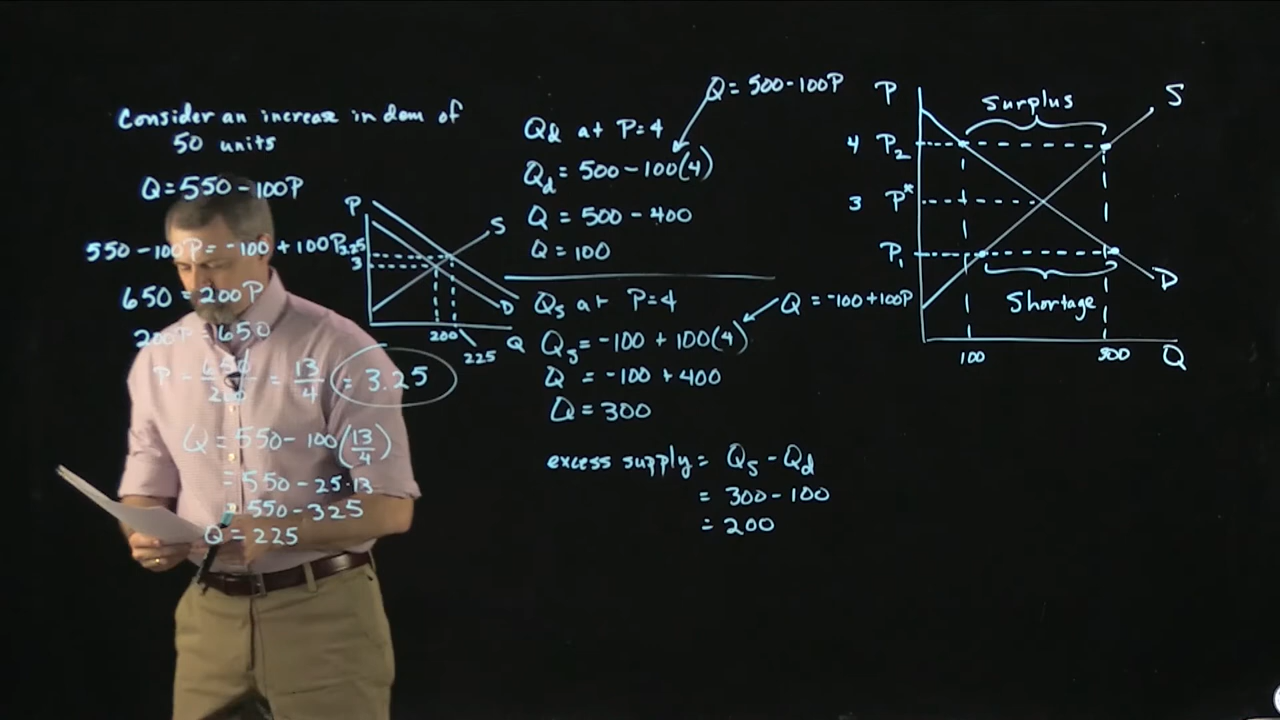 Consider an increase in dem of
50 units
Q = 550 - 100P
550 - 100P = -100 + 100P
650 = 200P
200P = 650
P = 650/200 = 13/4 = 3.25
Q = 550 - 100(13/4)
= 550 - 25·13
= 550 - 325
Q = 225
P
3.25
3
S
D
200
225
Q
Q = 500 - 100P
Qd at P=4
Qd = 500 - 100(4)
Q = 500 - 400
Q = 100
Qs at P=4
Q = -100 + 100P
Qs = -100 + 100(4)
Q = -100 + 400
Q = 300
excess supply = Qs - Qd
= 300 - 100
= 200
P
Surplus
S
4 P2
3 P*
P1
D
Shortage
100
300
Q